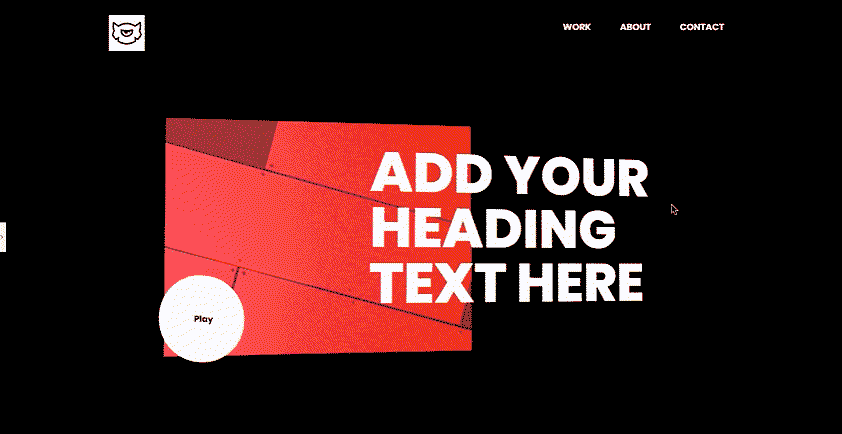 WORK ABOUT CONTACT
ADD YOUR
HEADING
TEXT HERE
Play